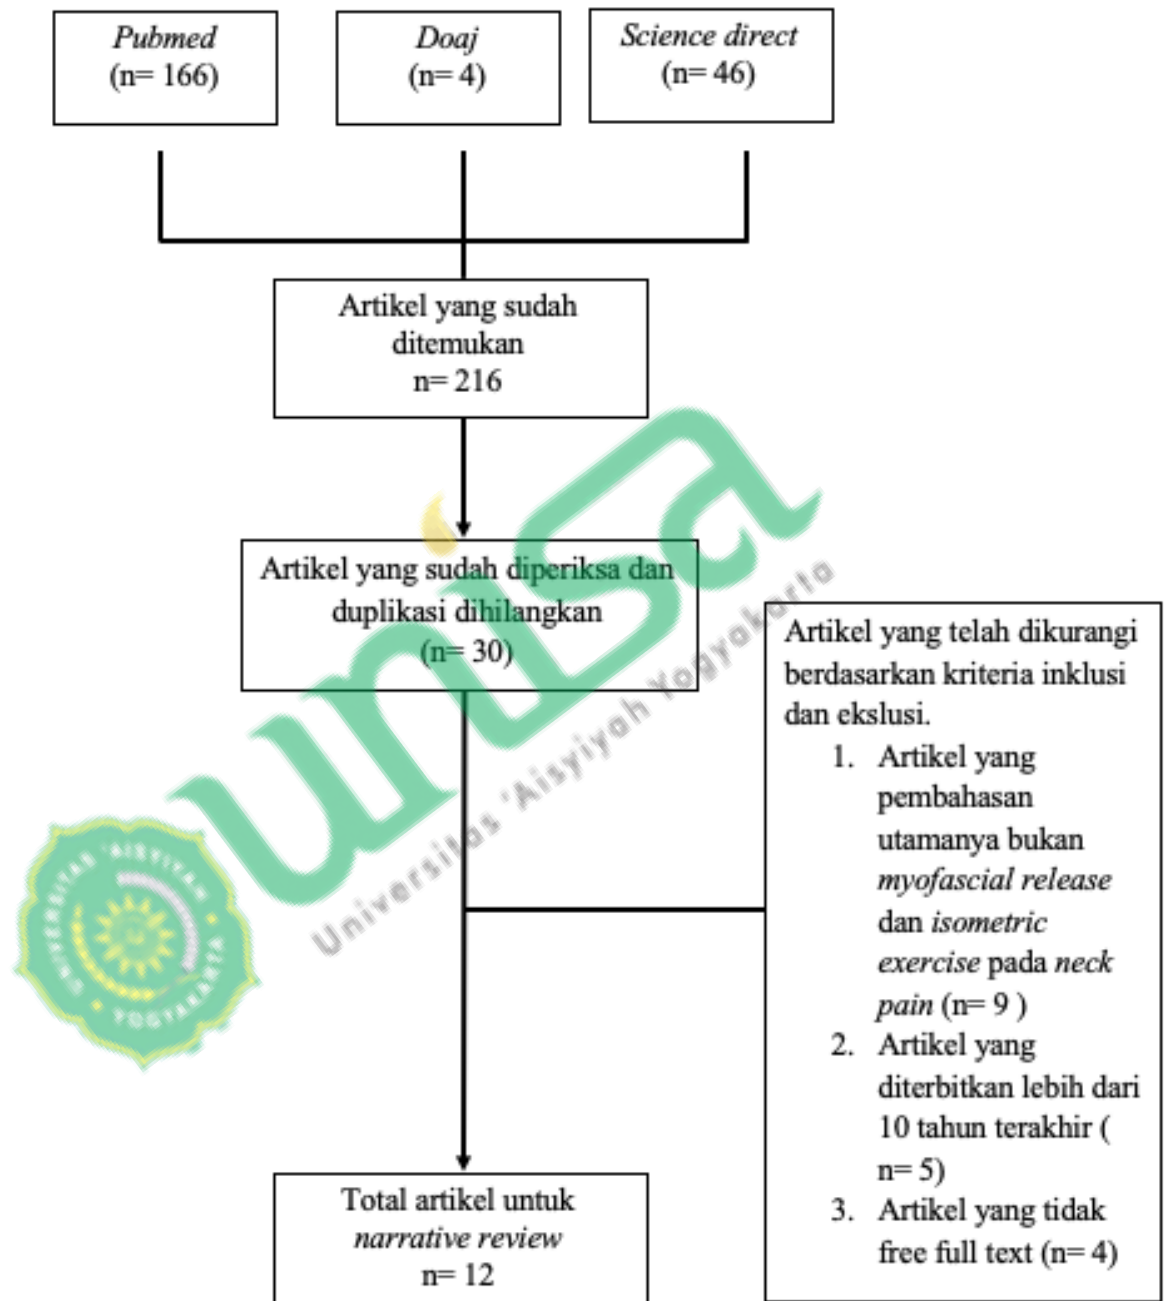 Pubmed
(n= 166)
Doaj
(n= 4)
Science direct
(n= 46)
Artikel yang sudah
ditemukan
n= 216
Artikel yang sudah diperiksa dan
duplikasi dihilangkan
(n= 30)
Artikel yang telah dikurangi
berdasarkan kriteria inklusi
dan ekslusi.
1. Artikel yang
pembahasan
utamanya bukan
myofascial release
dan isometric
exercise pada neck
pain (n= 9 )
2. Artikel yang
diterbitkan lebih dari
10 tahun terakhir (
n= 5)
3. Artikel yang tidak
free full text (n= 4)
Total artikel untuk
narrative review
n= 12
unisa
Universitas 'Aisyiyah Yogyakarta
UNIVERSITAS 'AISYIYAH
YOGYAKARTA